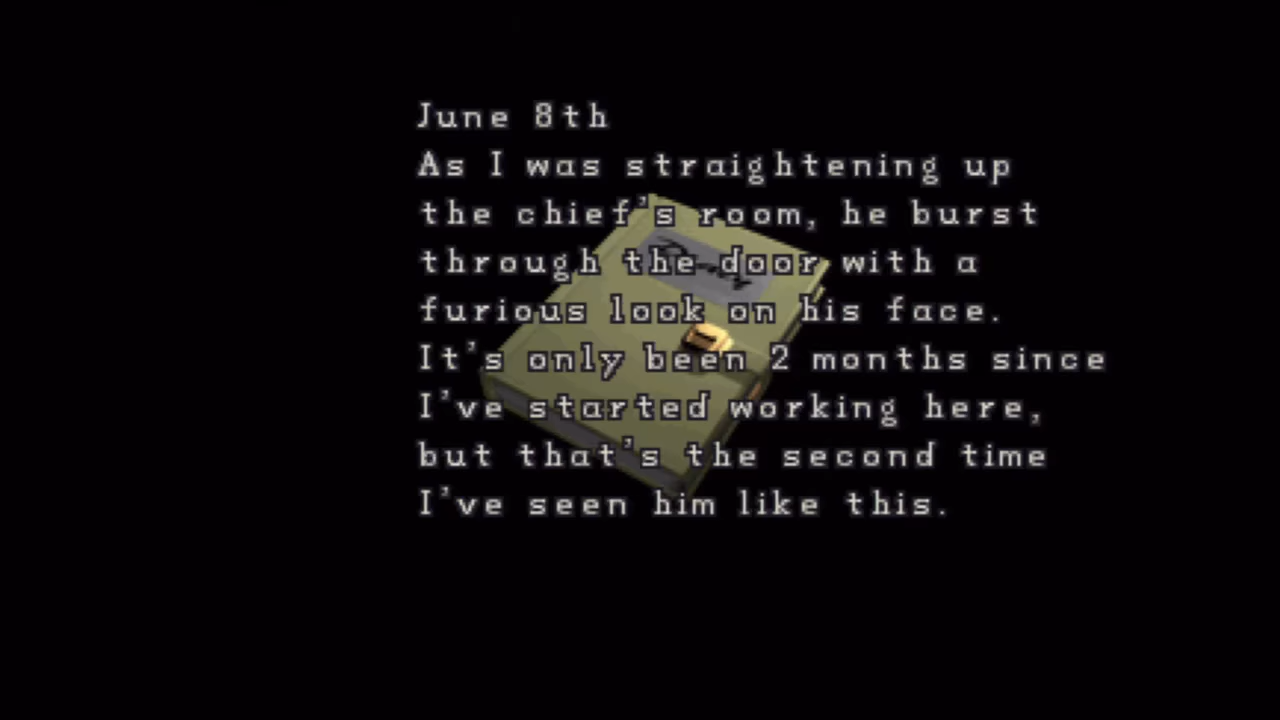 June 8th
As I was straightening up
the chief's room, he burst
through the door with a
furious look on his face.
It's only been 2 months since
I've started working here,
but that's the second time
I've seen him like this.
Diary